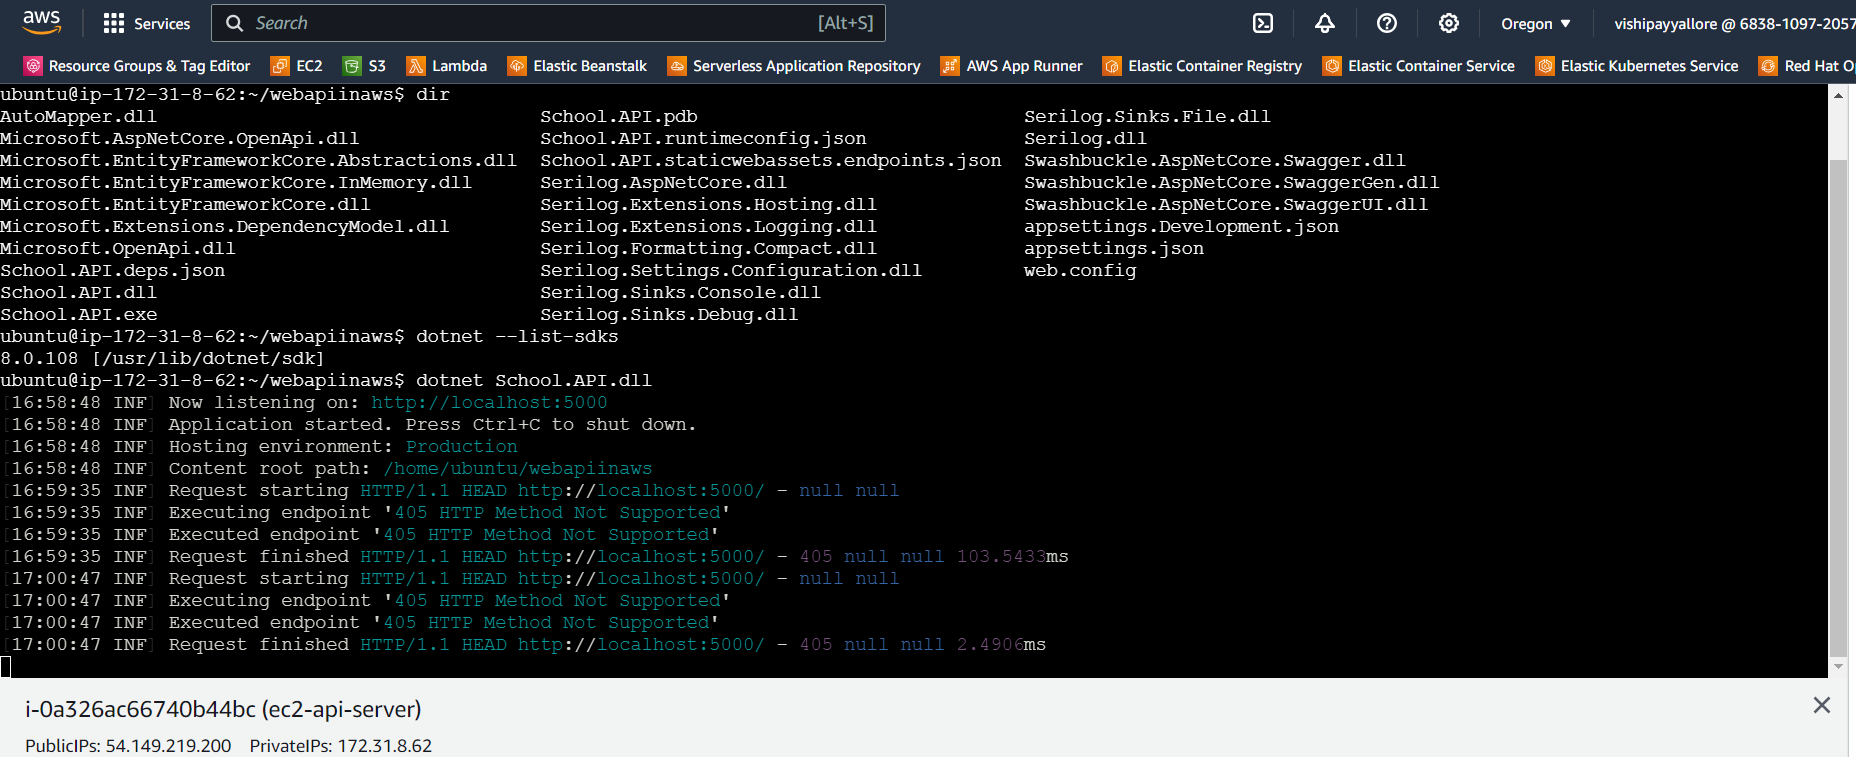 aws Services Search [Alt+S] Oregon ▼ vishipayyallore @ 6838-1097-2057
Resource Groups & Tag Editor EC2 S3 Lambda Elastic Beanstalk Serverless Application Repository AWS App Runner Elastic Container Registry Elastic Container Service Elastic Kubernetes Service Red Hat O
ubuntu@ip-172-31-8-62:~/webapiinaws$ dir
AutoMapper.dll School.API.pdb Serilog.Sinks.File.dll
Microsoft.AspNetCore.OpenApi.dll School.API.runtimeconfig.json Serilog.dll
Microsoft.EntityFrameworkCore.Abstractions.dll School.API.staticwebassets.endpoints.json Swashbuckle.AspNetCore.Swagger.dll
Microsoft.EntityFrameworkCore.InMemory.dll Serilog.AspNetCore.dll Swashbuckle.AspNetCore.SwaggerGen.dll
Microsoft.EntityFrameworkCore.dll Serilog.Extensions.Hosting.dll Swashbuckle.AspNetCore.SwaggerUI.dll
Microsoft.Extensions.DependencyModel.dll Serilog.Extensions.Logging.dll appsettings.Development.json
Microsoft.OpenApi.dll Serilog.Formatting.Compact.dll appsettings.json
School.API.deps.json Serilog.Settings.Configuration.dll web.config
School.API.dll Serilog.Sinks.Console.dll
School.API.exe Serilog.Sinks.Debug.dll
ubuntu@ip-172-31-8-62:~/webapiinaws$ dotnet --list-sdks
8.0.108 [/usr/lib/dotnet/sdk]
ubuntu@ip-172-31-8-62:~/webapiinaws$ dotnet School.API.dll
[16:58:48 INF] Now listening on: http://localhost:5000
[16:58:48 INF] Application started. Press Ctrl+C to shut down.
[16:58:48 INF] Hosting environment: Production
[16:58:48 INF] Content root path: /home/ubuntu/webapiinaws
[16:59:35 INF] Request starting HTTP/1.1 HEAD http://localhost:5000/ - null null
[16:59:35 INF] Executing endpoint '405 HTTP Method Not Supported'
[16:59:35 INF] Executed endpoint '405 HTTP Method Not Supported'
[16:59:35 INF] Request finished HTTP/1.1 HEAD http://localhost:5000/ - 405 null null 103.5433ms
[17:00:47 INF] Request starting HTTP/1.1 HEAD http://localhost:5000/ - null null
[17:00:47 INF] Executing endpoint '405 HTTP Method Not Supported'
[17:00:47 INF] Executed endpoint '405 HTTP Method Not Supported'
[17:00:47 INF] Request finished HTTP/1.1 HEAD http://localhost:5000/ - 405 null null 2.4906ms
i-0a326ac66740b44bc (ec2-api-server)
PublicIPs: 54.149.219.200 PrivateIPs: 172.31.8.62